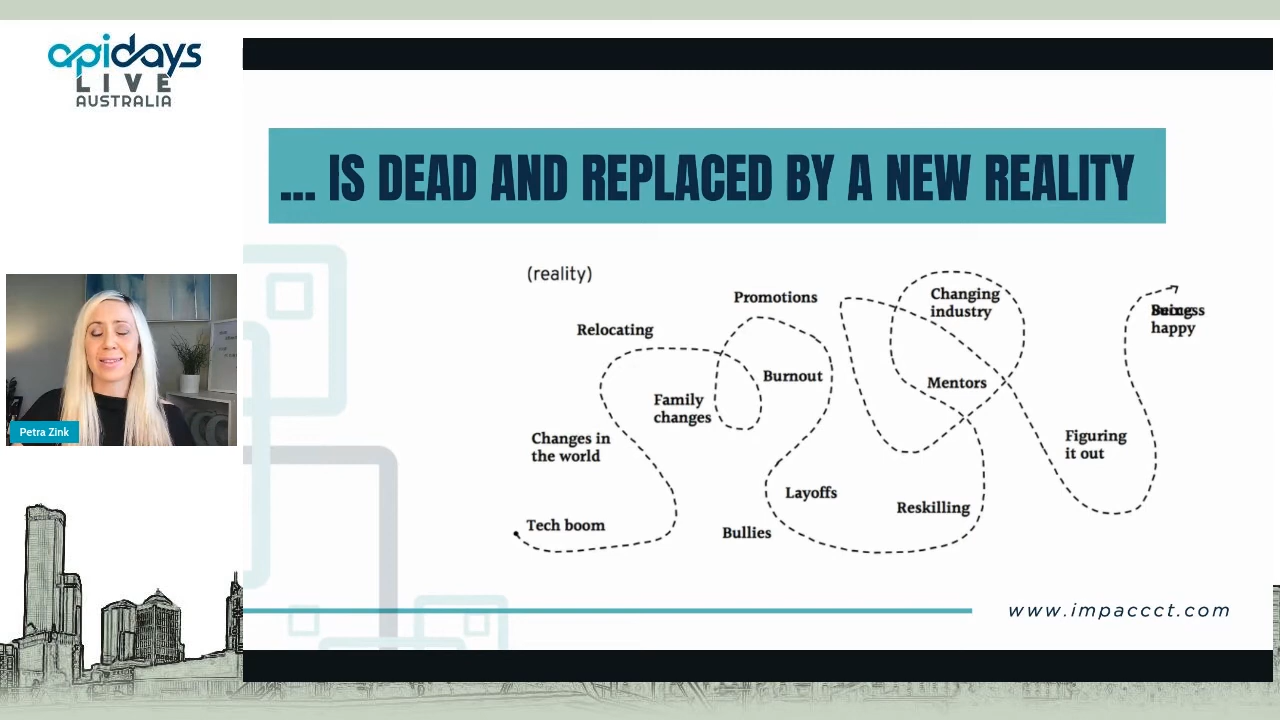 apidays
LIVE
AUSTRALIA
... IS DEAD AND REPLACED BY A NEW REALITY
(reality)
Promotions
Changing
industry
Relocating
happy
Burnout
Mentors
Family
changes
Changes in
the world
Figuring
it out
Layoffs
Reskilling
Tech boom
Bullies
Petra Zink
www.impaccct.com